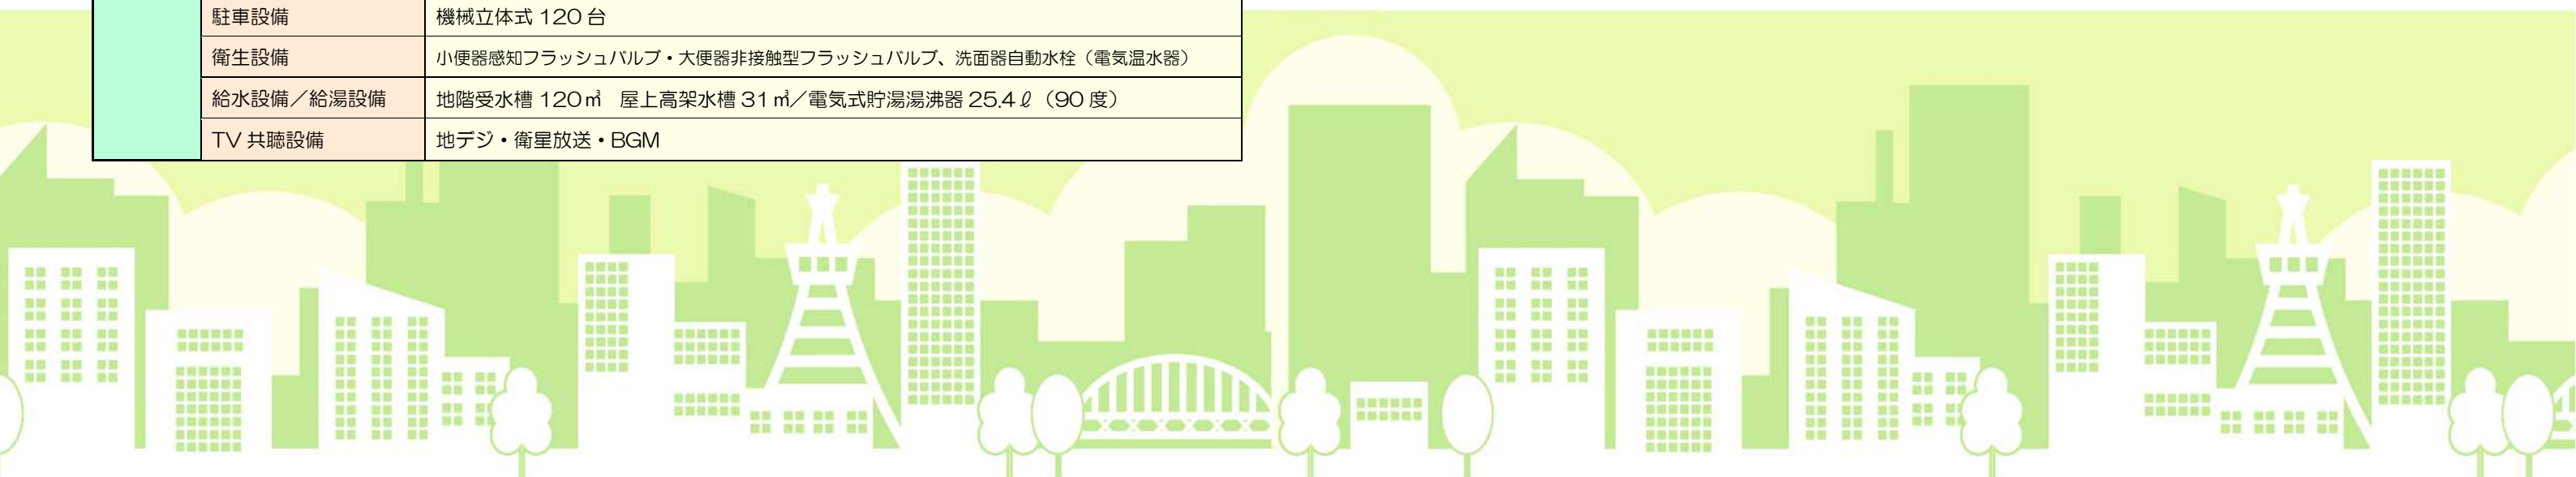 駐車設備 機械立体式 120 台
衛生設備 小便器感知フラッシュバルブ・大便器非接触型フラッシュバルブ、洗面器自動水栓（電気温水器）
給水設備／給湯設備 地階受水槽 120㎥ 屋上高架水槽 31㎥／電気式貯湯湯沸器 25.4ℓ（90 度）
TV 共聴設備 地デジ・衛星放送・BGM